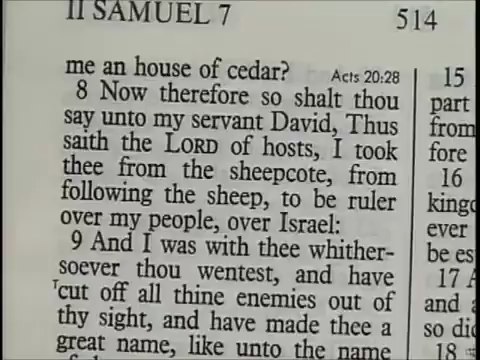 II SAMUEL 7
514
me an house of cedar?
Acts 20:28
8 Now therefore so shalt thou
say unto my servant David, Thus
saith the LORD of hosts, I took
thee from the sheepcote, from
following the sheep, to be ruler
over my people, over Israel:
9 And I was with thee whither-
soever thou wentest, and have
cut off all thine enemies out of
thy sight, and have made thee a
great name, like unto the name
15
part
from
fore
16
ever
be es
17
and
so di
18